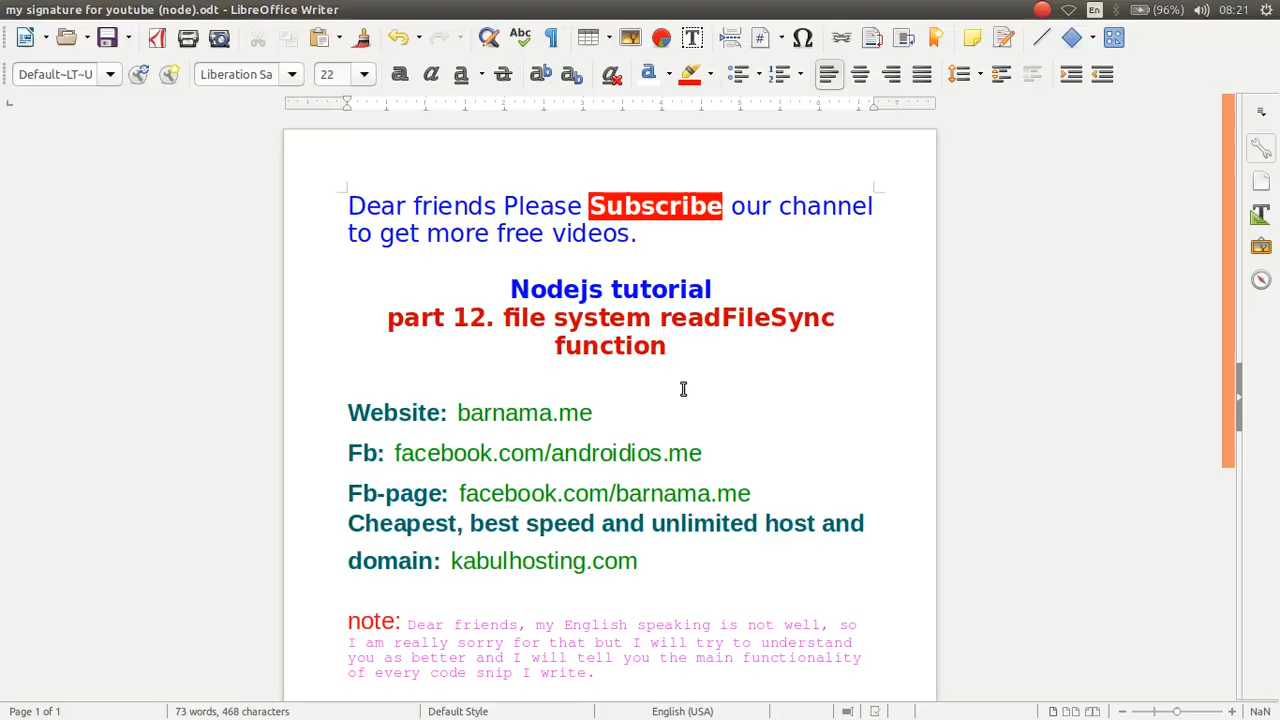 my signature for youtube (node).odt - LibreOffice Writer
En
(96%)
08:21
Default~LT~U
Liberation Sa
22
Dear friends Please Subscribe our channel
to get more free videos.
Nodejs tutorial
part 12. file system readFileSync
function
Website: barnama.me
Fb: facebook.com/androidios.me
Fb-page: facebook.com/barnama.me
Cheapest, best speed and unlimited host and
domain: kabulhosting.com
note: Dear friends, my English speaking is not well, so
I am really sorry for that but I will try to understand
you as better and I will tell you the main functionality
of every code snip I write.
Page 1 of 1
73 words, 468 characters
Default Style
English (USA)
NaN